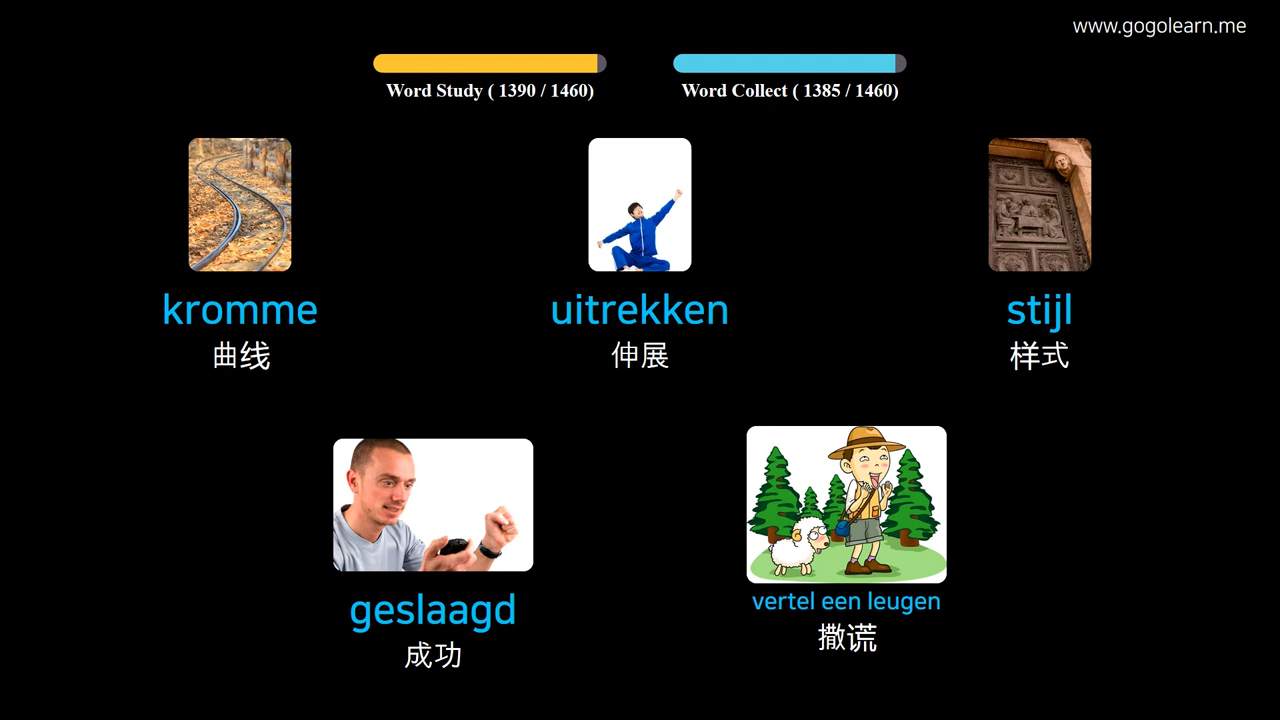 www.gogolearn.me
Word Study ( 1390 / 1460)
Word Collect ( 1385 / 1460)
kromme
曲线
uitrekken
伸展
stijl
样式
geslaagd
成功
vertel een leugen
撒谎